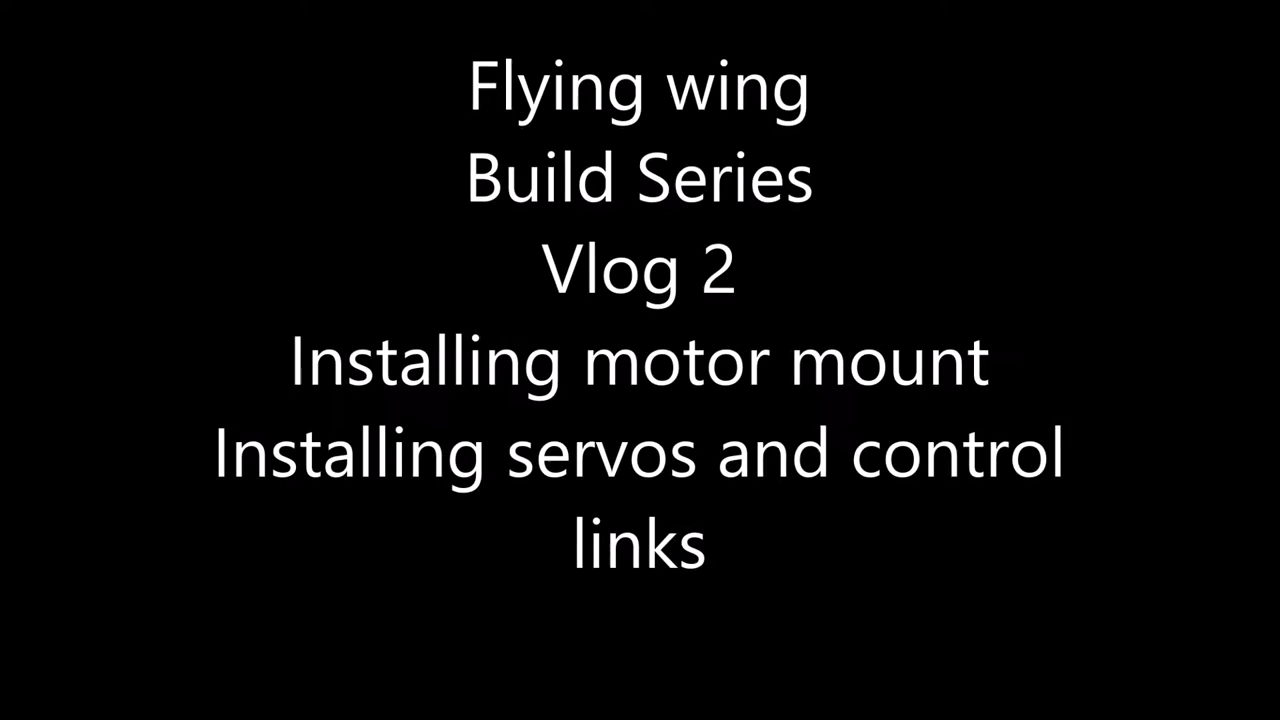 Flying wing
Build Series
Vlog 2
Installing motor mount
Installing servos and control
links